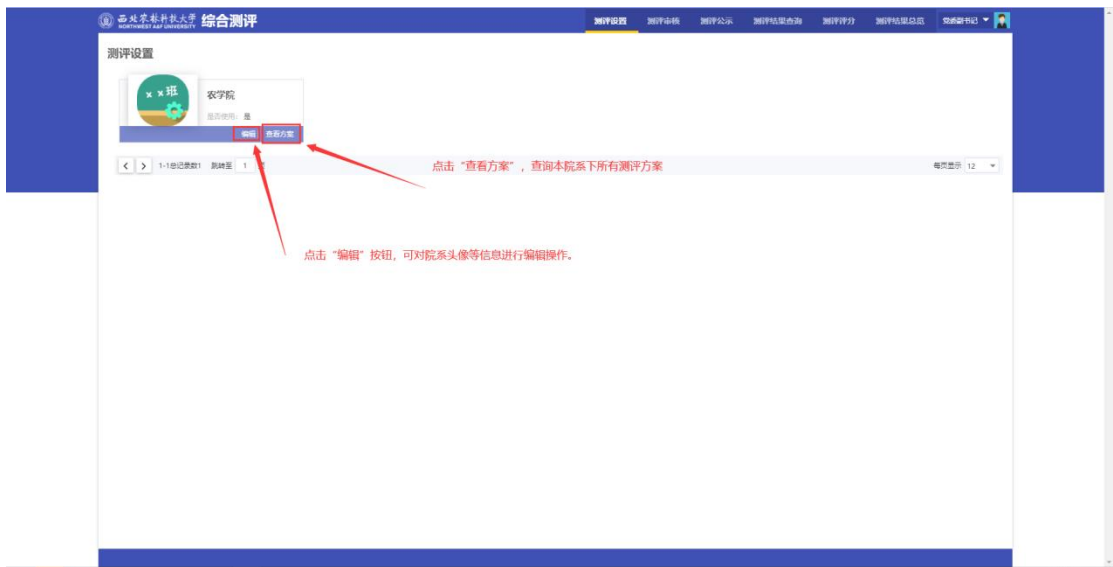 西北农林科技大学 综合测评
NORTHWEST A&F UNIVERSITY
测评设置 测评审核 测评公示 测评结果查询 测评评分 测评结果总览 党委副书记
测评设置
x x班
农学院
是否使用: 是
编辑 查看方案
1-1总记录数1 跳转至 1
点击“查看方案”，查询本院系下所有测评方案
每页显示 12
点击“编辑”按钮，可对院系头像等信息进行编辑操作。